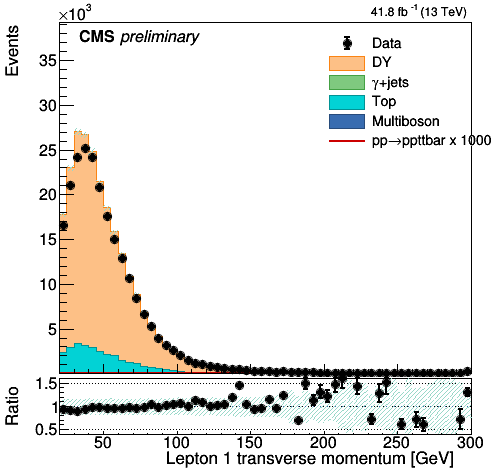 ×10³
41.8 fb⁻¹ (13 TeV)
CMS preliminary
Events
Data
DY
γ+jets
Top
Multiboson
pp→ppttbar x 1000
35
30
25
20
15
10
5
Ratio
1.5
1
0.5
50 100 150 200 250 300
Lepton 1 transverse momentum [GeV]